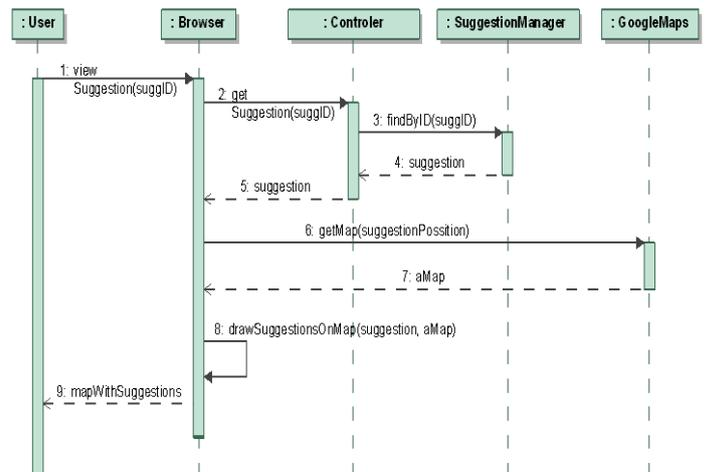 : User
: Browser
: Controler
: SuggestionManager
: GoogleMaps
1: view
Suggestion(suggID)
2: get
Suggestion(suggID)
3: findByID(suggID)
4: suggestion
5: suggestion
6: getMap(suggestionPossition)
7: aMap
8: drawSuggestionsOnMap(suggestion, aMap)
9: mapWithSuggestions